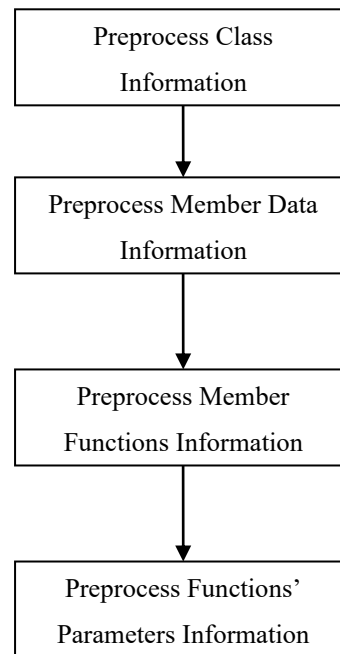 Preprocess Class
Information
Preprocess Member Data
Information
Preprocess Member
Functions Information
Preprocess Functions’
Parameters Information